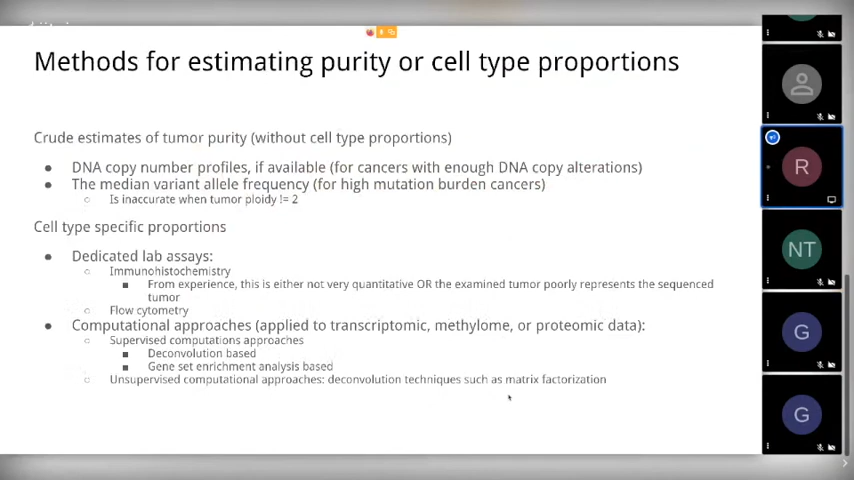 Methods for estimating purity or cell type proportions
Crude estimates of tumor purity (without cell type proportions)
● DNA copy number profiles, if available (for cancers with enough DNA copy alterations)
● The median variant allele frequency (for high mutation burden cancers)
○ Is inaccurate when tumor ploidy != 2
Cell type specific proportions
● Dedicated lab assays:
○ Immunohistochemistry
■ From experience, this is either not very quantitative OR the examined tumor poorly represents the sequenced
tumor
○ Flow cytometry
● Computational approaches (applied to transcriptomic, methylome, or proteomic data):
○ Supervised computations approaches
■ Deconvolution based
■ Gene set enrichment analysis based
○ Unsupervised computational approaches: deconvolution techniques such as matrix factorization
R
NT
G
G